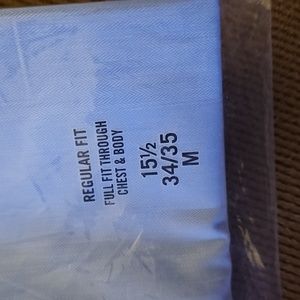 REGULAR FIT
FULL FIT THROUGH
CHEST & BODY
15½
34/35
M